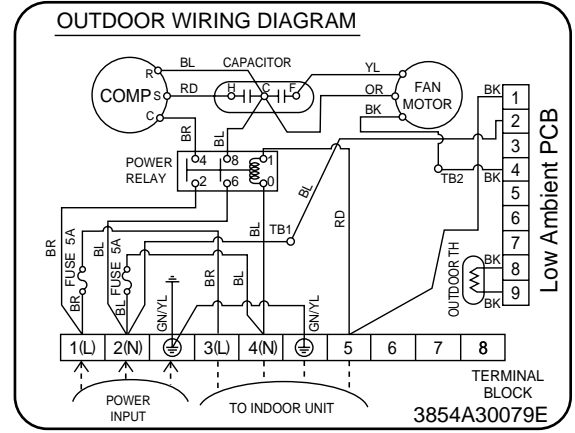 OUTDOOR WIRING DIAGRAM
R BL CAPACITOR YL
COMP S RD H C F OR FAN MOTOR
C BK
BR BL
POWER RELAY 4 8 1
2 6 0
BK 1
2
3
TB2 BK 4
5
6
7
BK 8
BK 9
Low Ambient PCB
OUTDOOR TH
BL
TB1
RD
BR FUSE 5A BL FUSE 5A BL BR BL
BR BL GN/YL GN/YL
1(L) 2(N) 3(L) 4(N) 5 6 7 8
POWER INPUT
TO INDOOR UNIT
TERMINAL BLOCK
3854A30079E